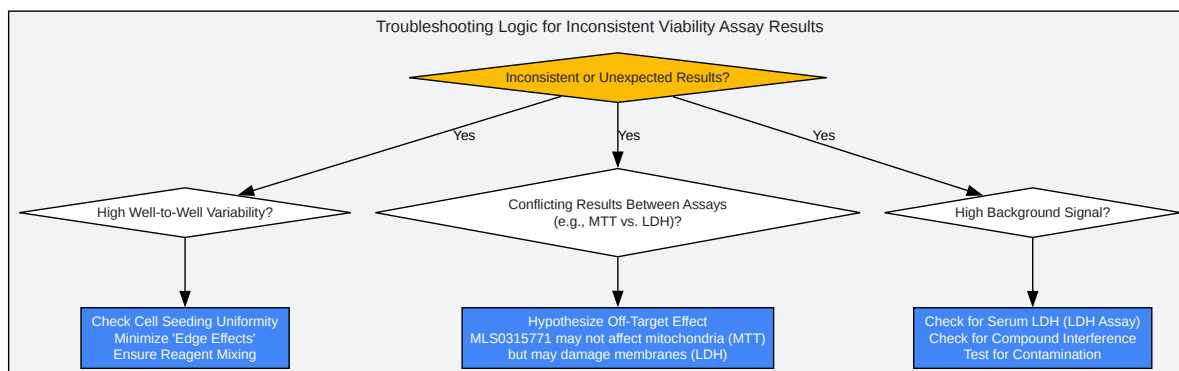 Troubleshooting Logic for Inconsistent Viability Assay Results
Inconsistent or Unexpected Results?
Yes
Yes
Yes
High Well-to-Well Variability?
Conflicting Results Between Assays
(e.g., MTT vs. LDH)?
High Background Signal?
Check Cell Seeding Uniformity
Minimize 'Edge Effects'
Ensure Reagent Mixing
Hypothesize Off-Target Effect
MLS0315771 may not affect mitochondria (MTT)
but may damage membranes (LDH)
Check for Serum LDH (LDH Assay)
Check for Compound Interference
Test for Contamination